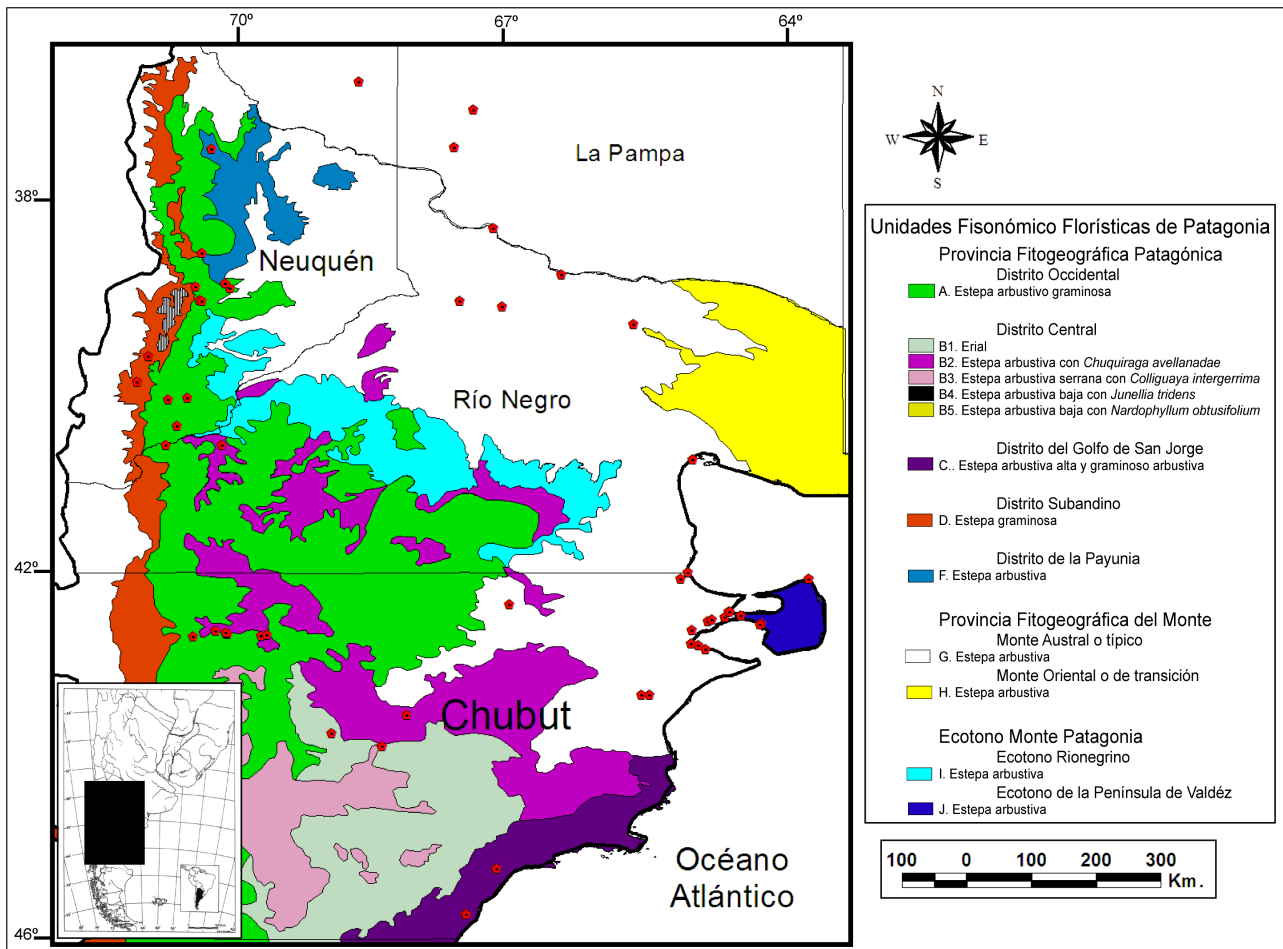 70º 67º 64º
38º
42º
46º
La Pampa
Neuquén
Río Negro
Chubut
Océano
Atlántico
N
W E
S
Unidades Fisonómico Florísticas de Patagonia
Provincia Fitogeográfica Patagónica
Distrito Occidental
A. Estepa arbustivo graminosa
Distrito Central
B1. Erial
B2. Estepa arbustiva con Chuquiraga avellanadae
B3. Estepa arbustiva serrana con Colliguaya intergerrima
B4. Estepa arbustiva baja con Junellia tridens
B5. Estepa arbustiva baja con Nardophyllum obtusifolium
Distrito del Golfo de San Jorge
C.. Estepa arbustiva alta y graminoso arbustiva
Distrito Subandino
D. Estepa graminosa
Distrito de la Payunia
F. Estepa arbustiva
Provincia Fitogeográfica del Monte
Monte Austral o típico
G. Estepa arbustiva
Monte Oriental o de transición
H. Estepa arbustiva
Ecotono Monte Patagonia
Ecotono Rionegrino
I. Estepa arbustiva
Ecotono de la Península de Valdéz
J. Estepa arbustiva
100 0 100 200 300
Km.